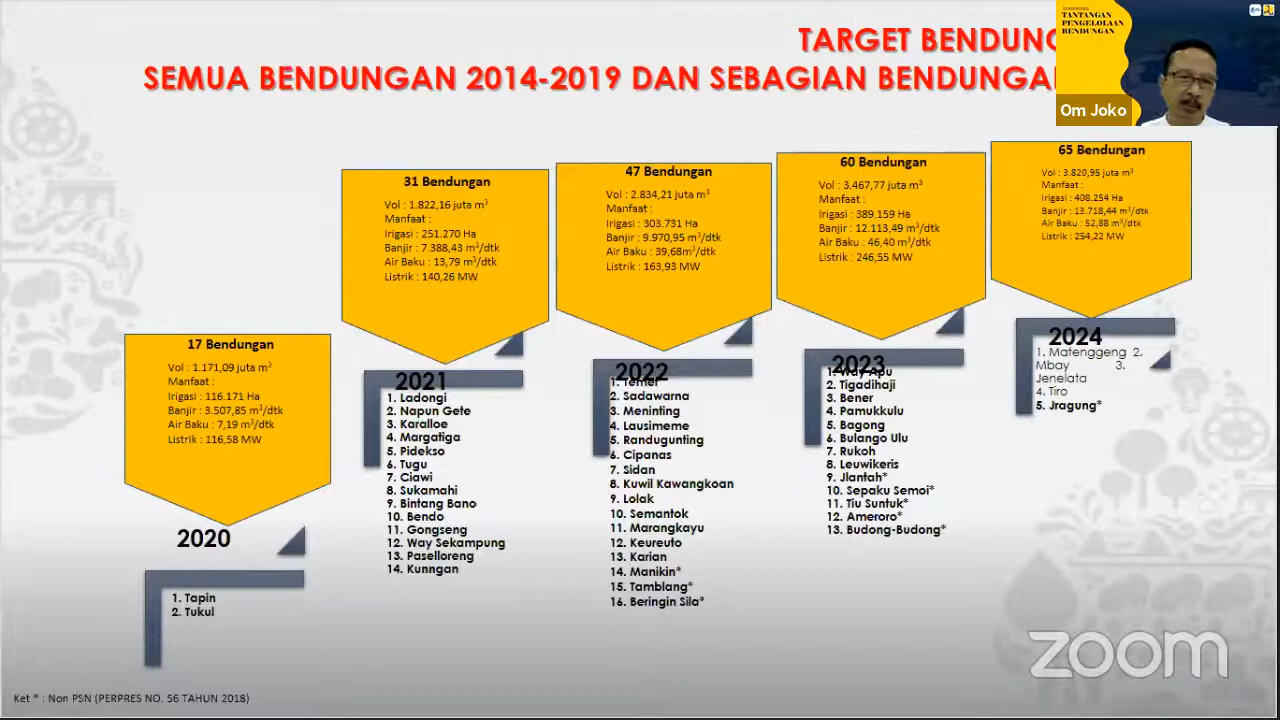 TARGET BENDUNG
SEMUA BENDUNGAN 2014-2019 DAN SEBAGIAN BENDUNGAN
TANTANGAN
PENGELOLAAN
BENDUNGAN
Om Joko
17 Bendungan
Vol : 1.171,09 juta m³
Manfaat :
Irigasi : 116.171 Ha
Banjir : 3.507,85 m³/dtk
Air Baku : 7,19 m³/dtk
Listrik : 116,58 MW
2020
1. Tapin
2. Tukul
31 Bendungan
Vol : 1.822,16 juta m³
Manfaat :
Irigasi : 251.270 Ha
Banjir : 7.388,43 m³/dtk
Air Baku : 13,79 m³/dtk
Listrik : 140,26 MW
2021
1. Ladongi
2. Napun Gete
3. Karalloe
4. Margatiga
5. Pidekso
6. Tugu
7. Ciawi
8. Sukamahi
9. Bintang Bano
10. Bendo
11. Gongseng
12. Way Sekampung
13. Paselloreng
14. Kunngan
47 Bendungan
Vol : 2.834,21 juta m³
Manfaat :
Irigasi : 303.731 Ha
Banjir : 9.970,95 m³/dtk
Air Baku : 39,68m³/dtk
Listrik : 163,93 MW
2022
1. Temef
2. Sadawarna
3. Meninting
4. Lausimeme
5. Randugunting
6. Cipanas
7. Sidan
8. Kuwil Kawangkoan
9. Lolak
10. Semantok
11. Marangkayu
12. Keureuto
13. Karian
14. Manikin*
15. Tamblang*
16. Beringin Sila*
60 Bendungan
Vol : 3.467,77 juta m³
Manfaat :
Irigasi : 389.159 Ha
Banjir : 12.113,49 m³/dtk
Air Baku : 46,40 m³/dtk
Listrik : 246,55 MW
2023
1. Way Apu
2. Tigadihaji
3. Bener
4. Pamukkulu
5. Bagong
6. Bulango Ulu
7. Rukoh
8. Leuwikeris
9. Jlantah*
10. Sepaku Semoi*
11. Tiu Suntuk*
12. Ameroro*
13. Budong-Budong*
65 Bendungan
Vol : 3.820,95 juta m³
Manfaat :
Irigasi : 408.254 Ha
Banjir : 13.718,44 m³/dtk
Air Baku : 52,88 m³/dtk
Listrik : 254,22 MW
2024
1. Matenggeng 2.
Mbay 3.
Jenelata
4. Tiro
5. Jragung*
Ket * : Non PSN (PERPRES NO. 56 TAHUN 2018)
zoom